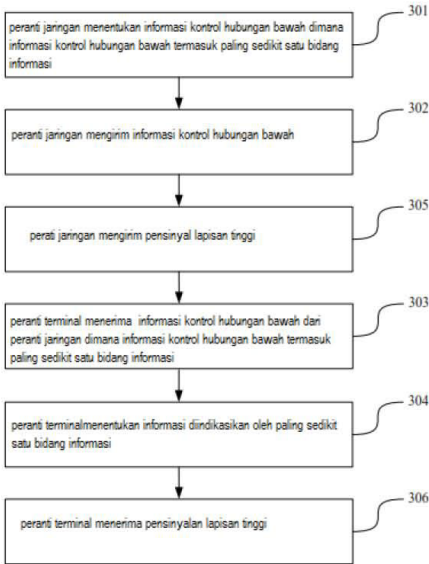 301
peranti jaringan menentukan informasi kontrol hubungan bawah dimana
informasi kontrol hubungan bawah termasuk paling sedikit satu bidang
informasi
302
peranti jaringan mengirim informasi kontrol hubungan bawah
305
perati jaringan mengirim pensinyal lapisan tinggi
303
peranti terminal menerima informasi kontrol hubungan bawah dari
peranti jaringan dimana informasi kontrol hubungan bawah termasuk
paling sedikit satu bidang informasi
304
peranti terminalmenentukan informasi diindikasikan oleh paling sedikit
satu bidang informasi
306
peranti terminal menerima pensinyalan lapisan tinggi